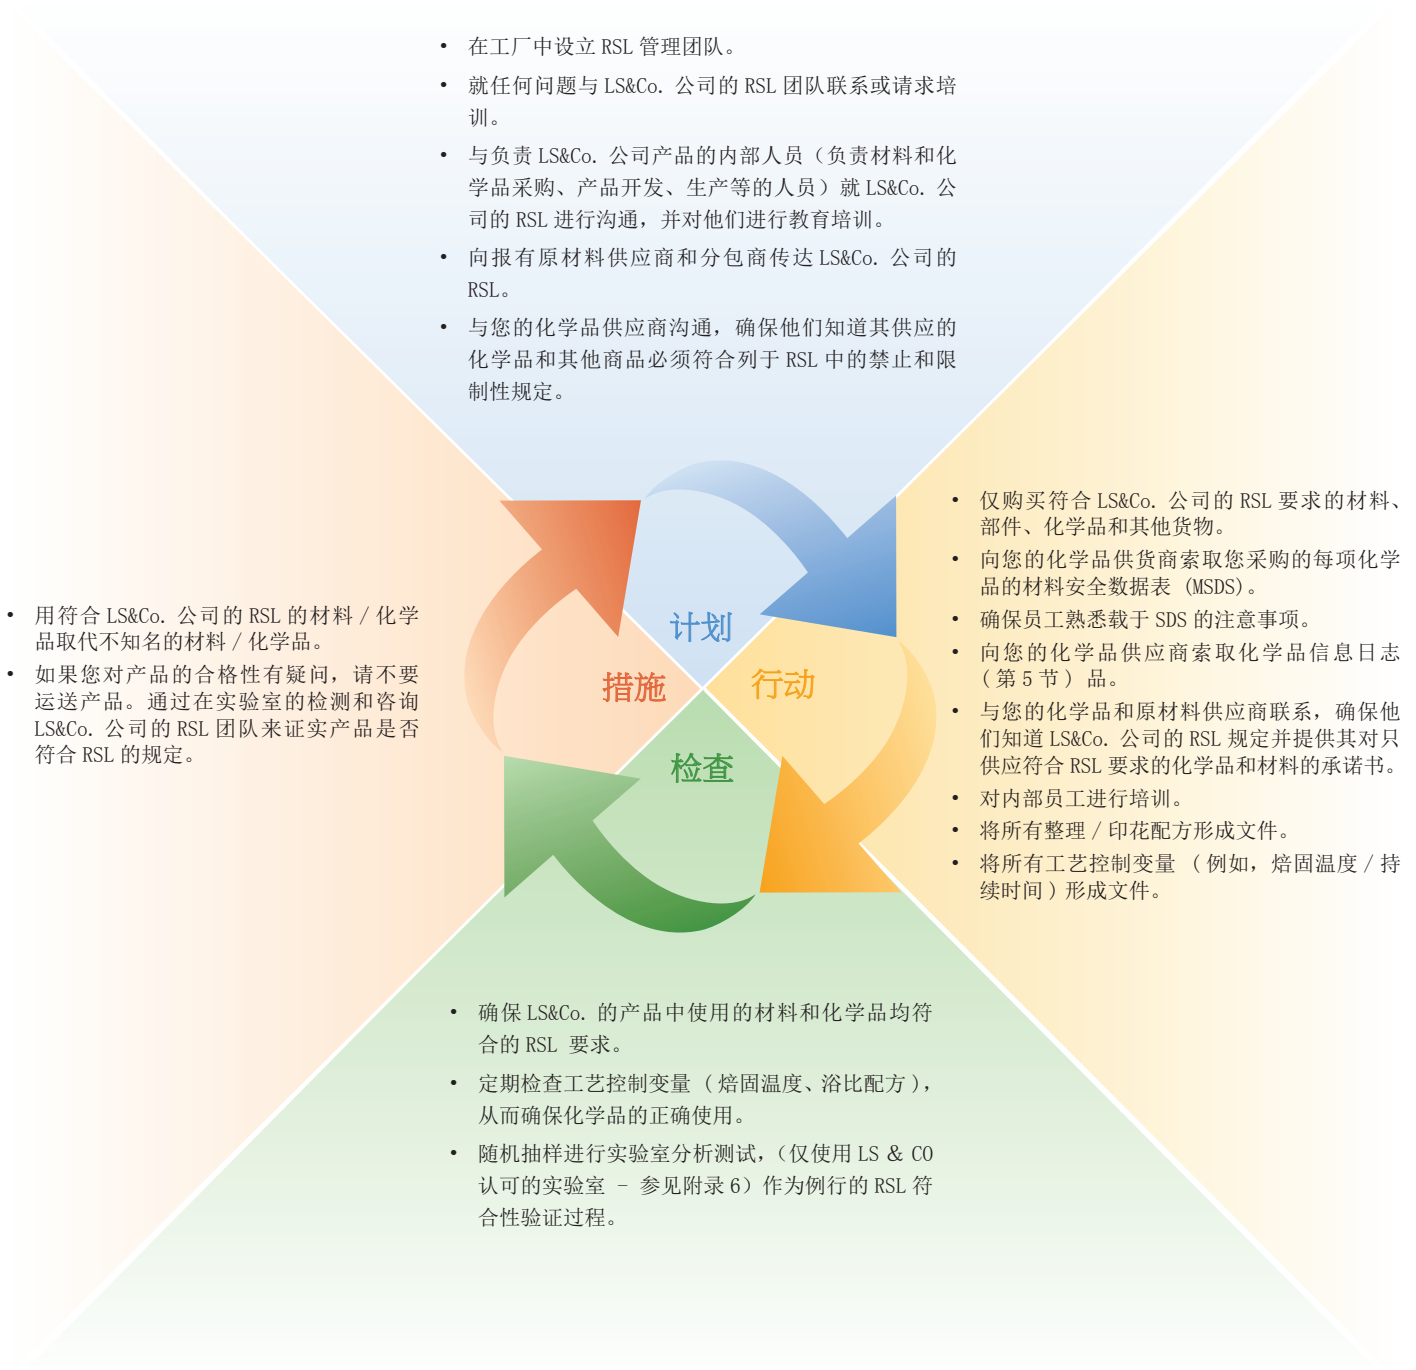 • 在工厂中设立 RSL 管理团队。
• 就任何问题与 LS&Co. 公司的 RSL 团队联系或请求培
训。
• 与负责 LS&Co. 公司产品的内部人员（负责材料和化
学品采购、产品开发、生产等的人员）就 LS&Co. 公
司的 RSL 进行沟通，并对他们进行教育培训。
• 向报有原材料供应商和分包商传达 LS&Co. 公司的
RSL。
• 与您的化学品供应商沟通，确保他们知道其供应的
化学品和其他商品必须符合列于 RSL 中的禁止和限
制性规定。
计划
行动
检查
措施
• 仅购买符合 LS&Co. 公司的 RSL 要求的材料、
部件、化学品和其他货物。
• 向您的化学品供货商索取您采购的每项化学
品的材料安全数据表 (MSDS)。
• 确保员工熟悉载于 SDS 的注意事项。
• 向您的化学品供应商索取化学品信息日志
( 第 5 节 ) 品。
• 与您的化学品和原材料供应商联系，确保他
们知道 LS&Co. 公司的 RSL 规定并提供其对只
供应符合 RSL 要求的化学品和材料的承诺书。
• 对内部员工进行培训。
• 将所有整理 / 印花配方形成文件。
• 将所有工艺控制变量 ( 例如，焙固温度 / 持
续时间 ) 形成文件。
• 确保 LS&Co. 的产品中使用的材料和化学品均符
合的 RSL 要求。
• 定期检查工艺控制变量 ( 焙固温度、浴比配方 )，
从而确保化学品的正确使用。
• 随机抽样进行实验室分析测试，（仅使用 LS & CO
认可的实验室 - 参见附录 6）作为例行的 RSL 符
合性验证过程。
• 用符合 LS&Co. 公司的 RSL 的材料 / 化学
品取代不知名的材料 / 化学品。
• 如果您对产品的合格性有疑问，请不要
运送产品。通过在实验室的检测和咨询
LS&Co. 公司的 RSL 团队来证实产品是否
符合 RSL 的规定。